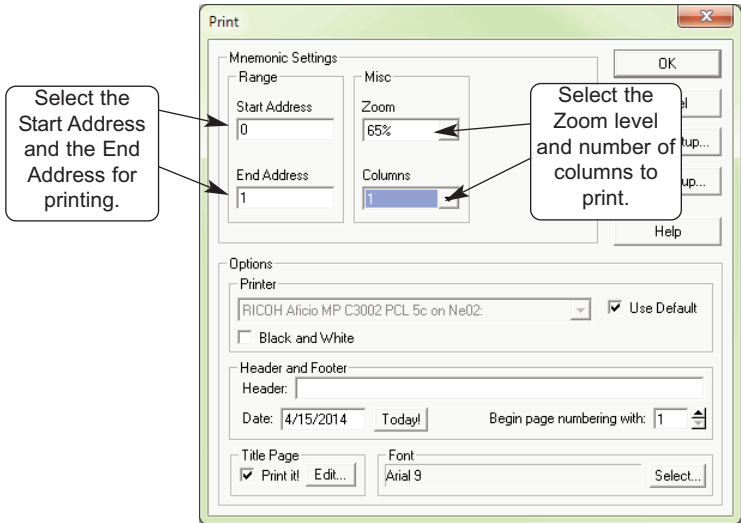 Print
Mnemonic Settings
Range
Misc
OK
Start Address
Zoom
el
0
65%
tup...
End Address
Columns
up...
1
1
Help
Select the
Start Address
and the End
Address for
printing.
Select the
Zoom level
and number of
columns to
print.
Options
Printer
RICOH Aficio MP C3002 PCL 5c on Ne02:
Use Default
Black and White
Header and Footer
Header:
Date: 4/15/2014 Today! Begin page numbering with: 1
Title Page
Font
Print it! Edit...
Arial 9
Select...